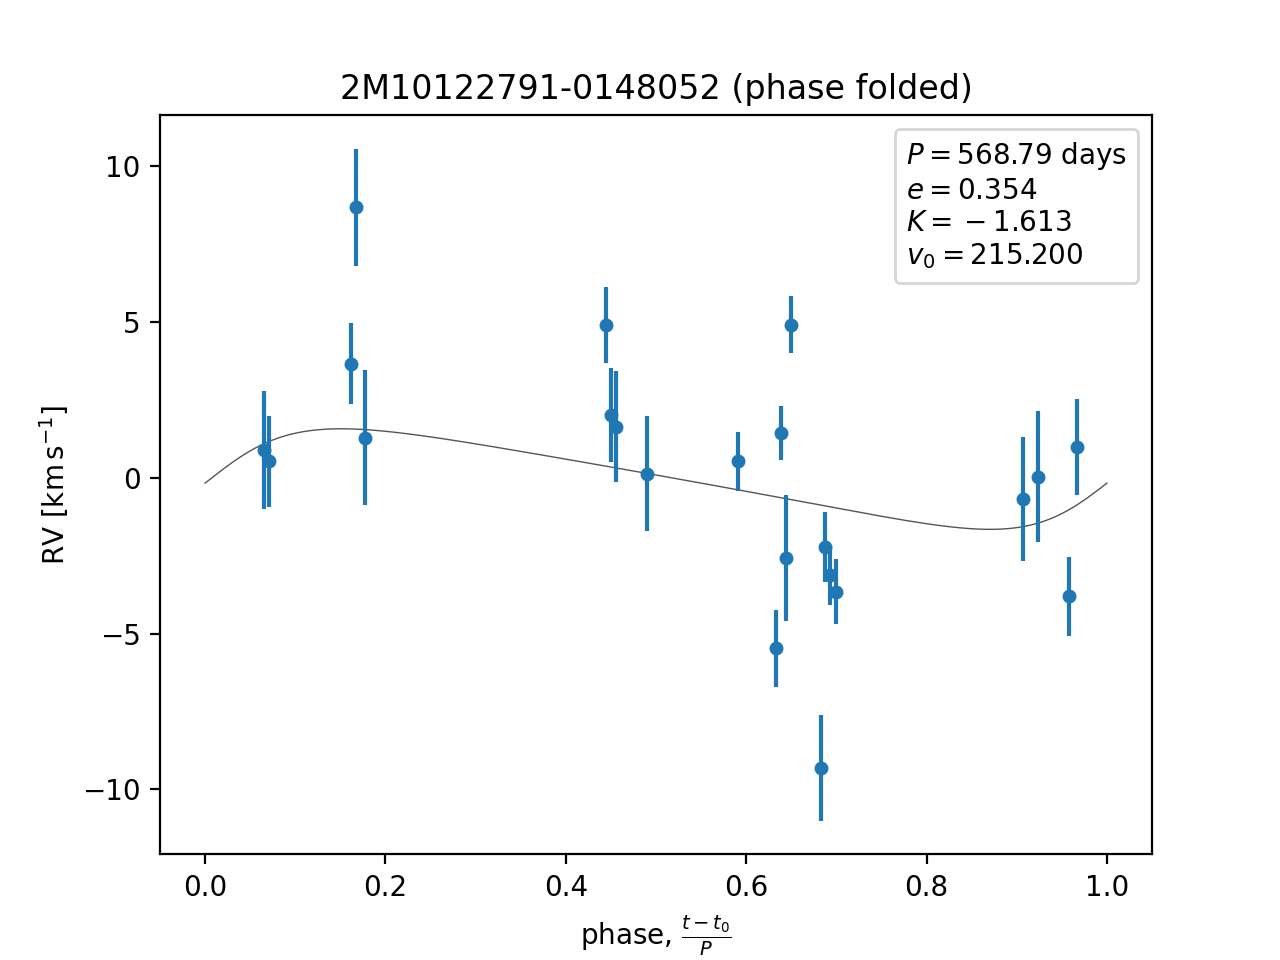 2M10122791-0148052 (phase folded)
P = 568.79 days
e = 0.354
K = −1.613
v₀ = 215.200
10
5
0
−5
−10
RV [km s⁻¹]
0.0 0.2 0.4 0.6 0.8 1.0
phase, (t − t₀)/P